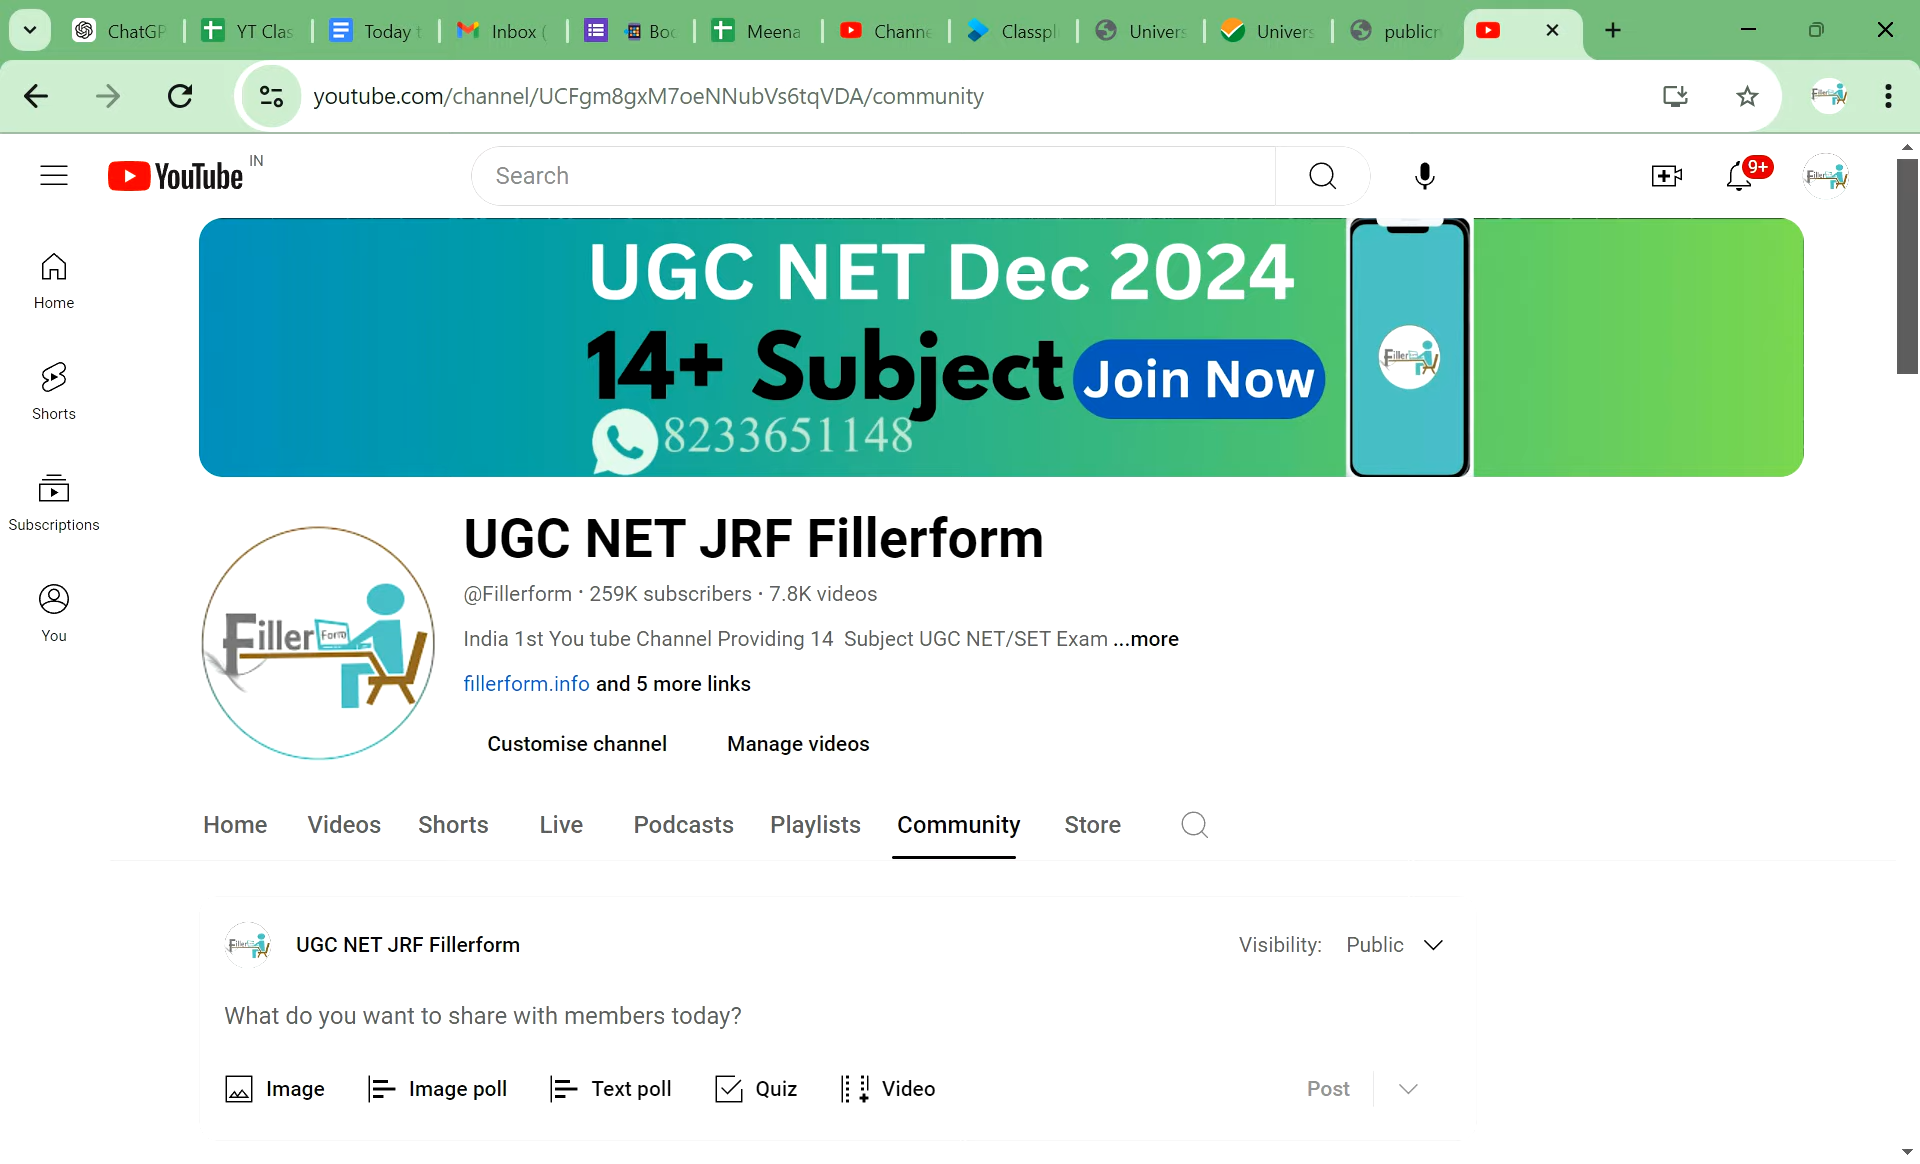 ChatGP YT Clas Today Inbox ( Boo Meena Channe Classpl Univers Univers public
youtube.com/channel/UCFgm8gxM7oeNNubVs6tqVDA/community
YouTube IN
Search
9+
Fillerform
UGC NET Dec 2024
14+ Subject Join Now
8233651148
Home
Shorts
Subscriptions
You
Filler Form
UGC NET JRF Fillerform
@Fillerform · 259K subscribers · 7.8K videos
India 1st You tube Channel Providing 14 Subject UGC NET/SET Exam ...more
fillerform.info and 5 more links
Customise channel Manage videos
Home Videos Shorts Live Podcasts Playlists Community Store
UGC NET JRF Fillerform Visibility: Public
What do you want to share with members today?
Image Image poll Text poll Quiz Video Post